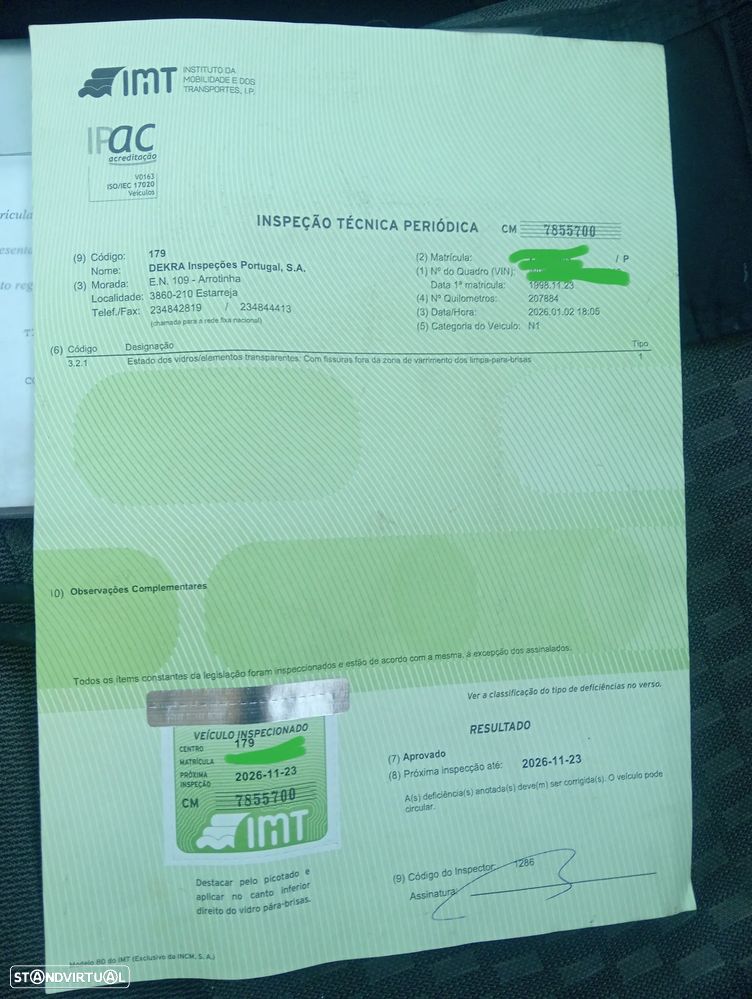 IMT INSTITUTO DA
MOBILIDADE E DOS
TRANSPORTES, I.P.
IPAC
acreditação
V0163
ISO/IEC 17020
Veículos
INSPEÇÃO TÉCNICA PERIÓDICA CM 7855700
(9) Código: 179
Nome: DEKRA Inspeções Portugal, S.A.
(3) Morada: E.N. 109 - Arrotinha
Localidade: 3860-210 Estarreja
Telef./Fax: 234842819 / 234844413
(chamada para a rede fixa nacional)
(2) Matrícula: / P
(1) Nº do Quadro (VIN):
Data 1ª matrícula: 1998.11.23
(4) Nº Quilometros: 207884
(3) Data/Hora: 2026.01.02 18:05
(5) Categoria do Veículo: N1
(6) Código Designação Tipo
3.2.1 Estado dos vidros/elementos transparentes: Com fissuras fora da zona de varrimento dos limpa-para-brisas 1
10) Observações Complementares
Todos os itens constantes da legislação foram inspeccionados e estão de acordo com a mesma, à excepção dos assinalados.
Ver a classificação do tipo de deficiências no verso.
VEÍCULO INSPECIONADO
CENTRO 179
MATRÍCULA
PRÓXIMA
INSPEÇÃO 2026-11-23
CM 7855700
IMT
RESULTADO
(7) Aprovado
(8) Próxima inspecção até: 2026-11-23
A(s) deficiência(s) anotada(s) deve(m) ser corrigida(s). O veículo pode
circular.
Destacar pelo picotado e
aplicar no canto inferior
direito do vidro pára-brisas.
(9) Código do Inspector: 1286
Assinatura:
Modelo BD do IMT (Exclusivo da INCM, S. A.)
STANDVIRTUAL